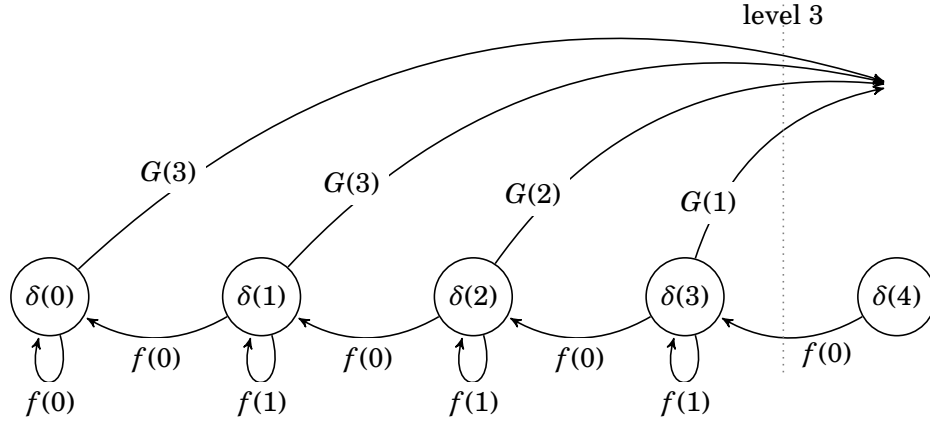 level 3
G(3)
G(3)
G(2)
G(1)
δ(0)
δ(1)
δ(2)
δ(3)
δ(4)
f(0)
f(0)
f(0)
f(0)
f(0)
f(1)
f(1)
f(1)